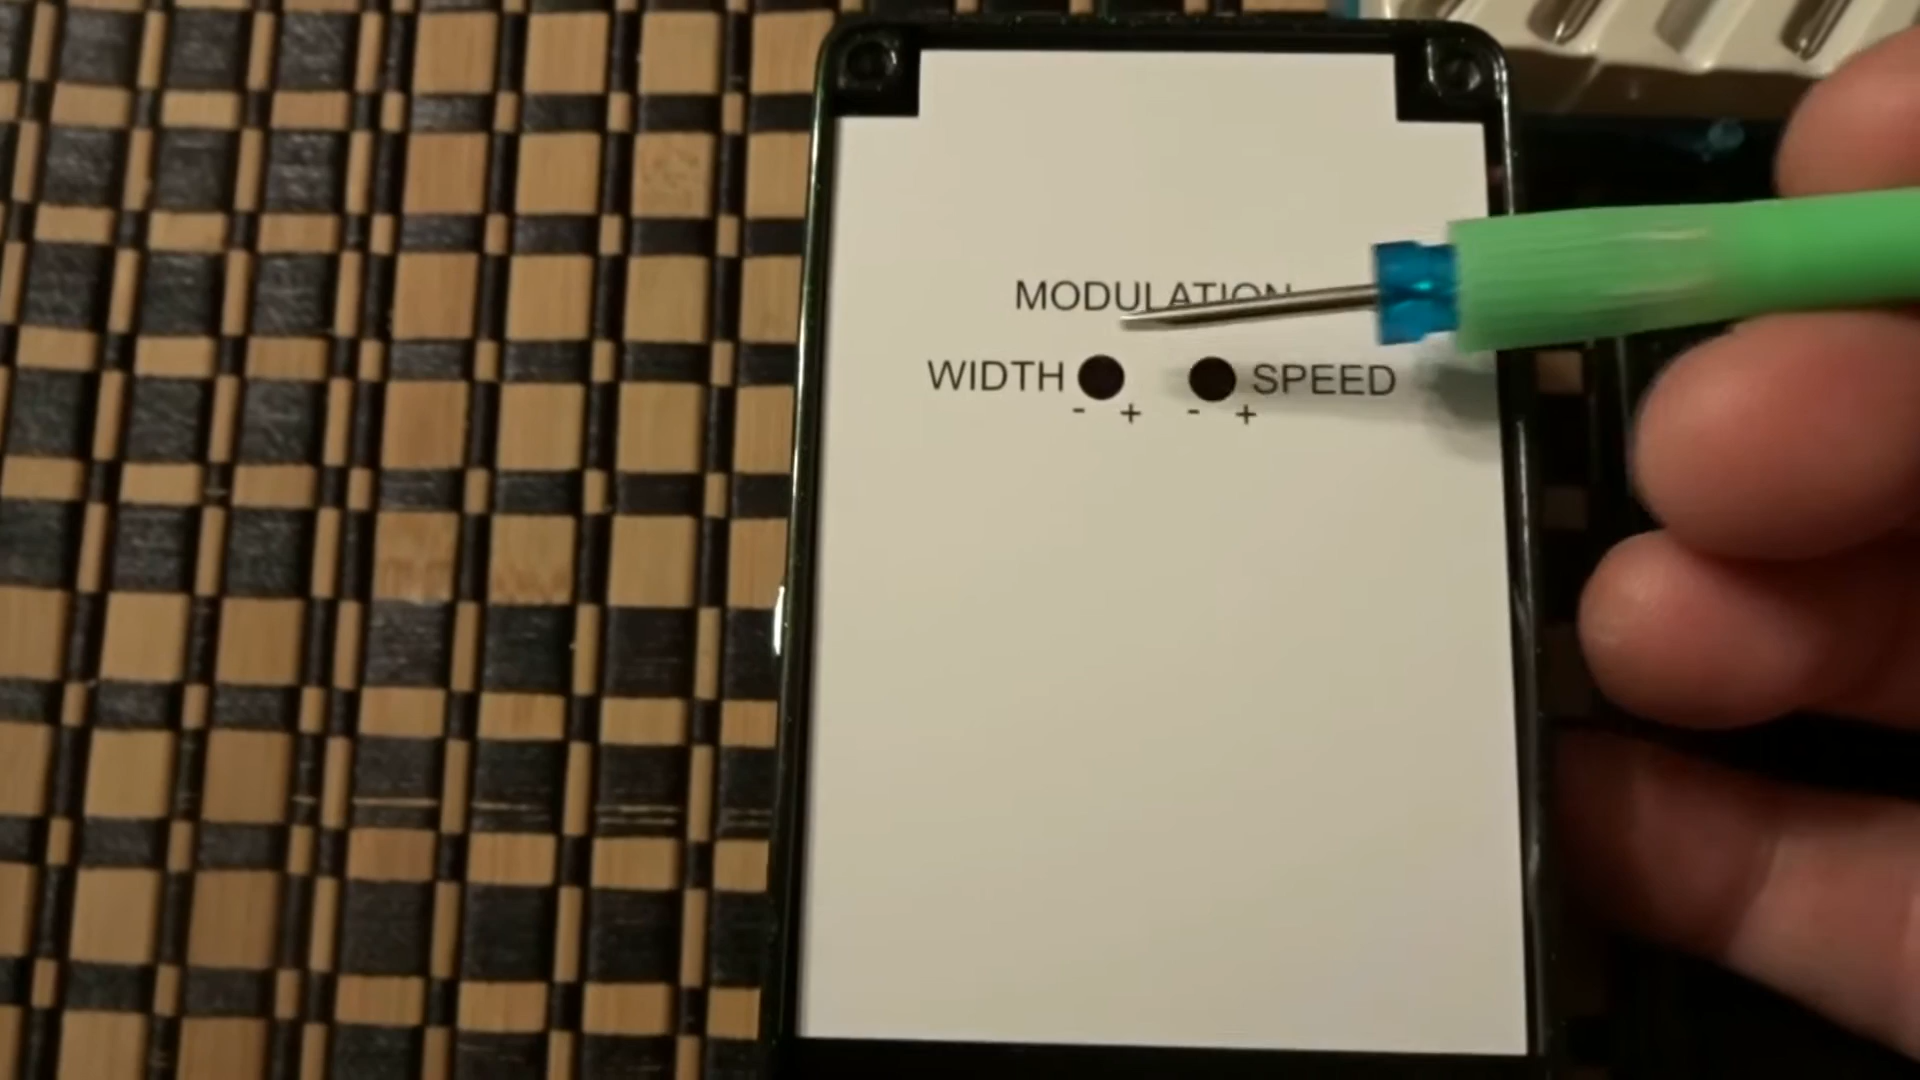 MODULATION
WIDTH SPEED
- + - +